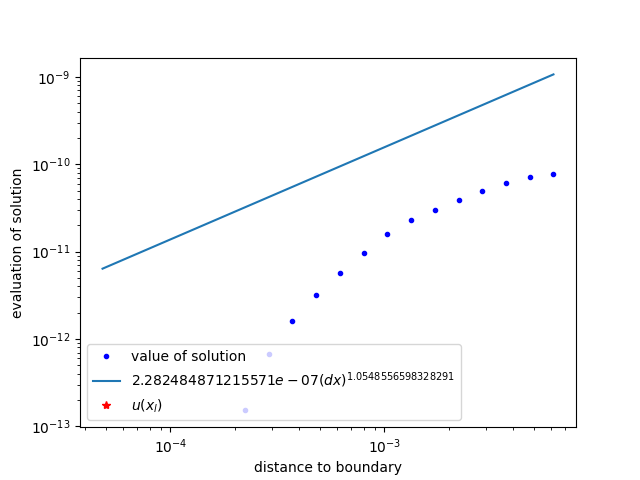 10⁻⁹
10⁻¹⁰
10⁻¹¹
10⁻¹²
10⁻¹³
evaluation of solution
value of solution
2.282484871215571e − 07(dx)^1.0548556598328291
u(x_l)
10⁻⁴
10⁻³
distance to boundary